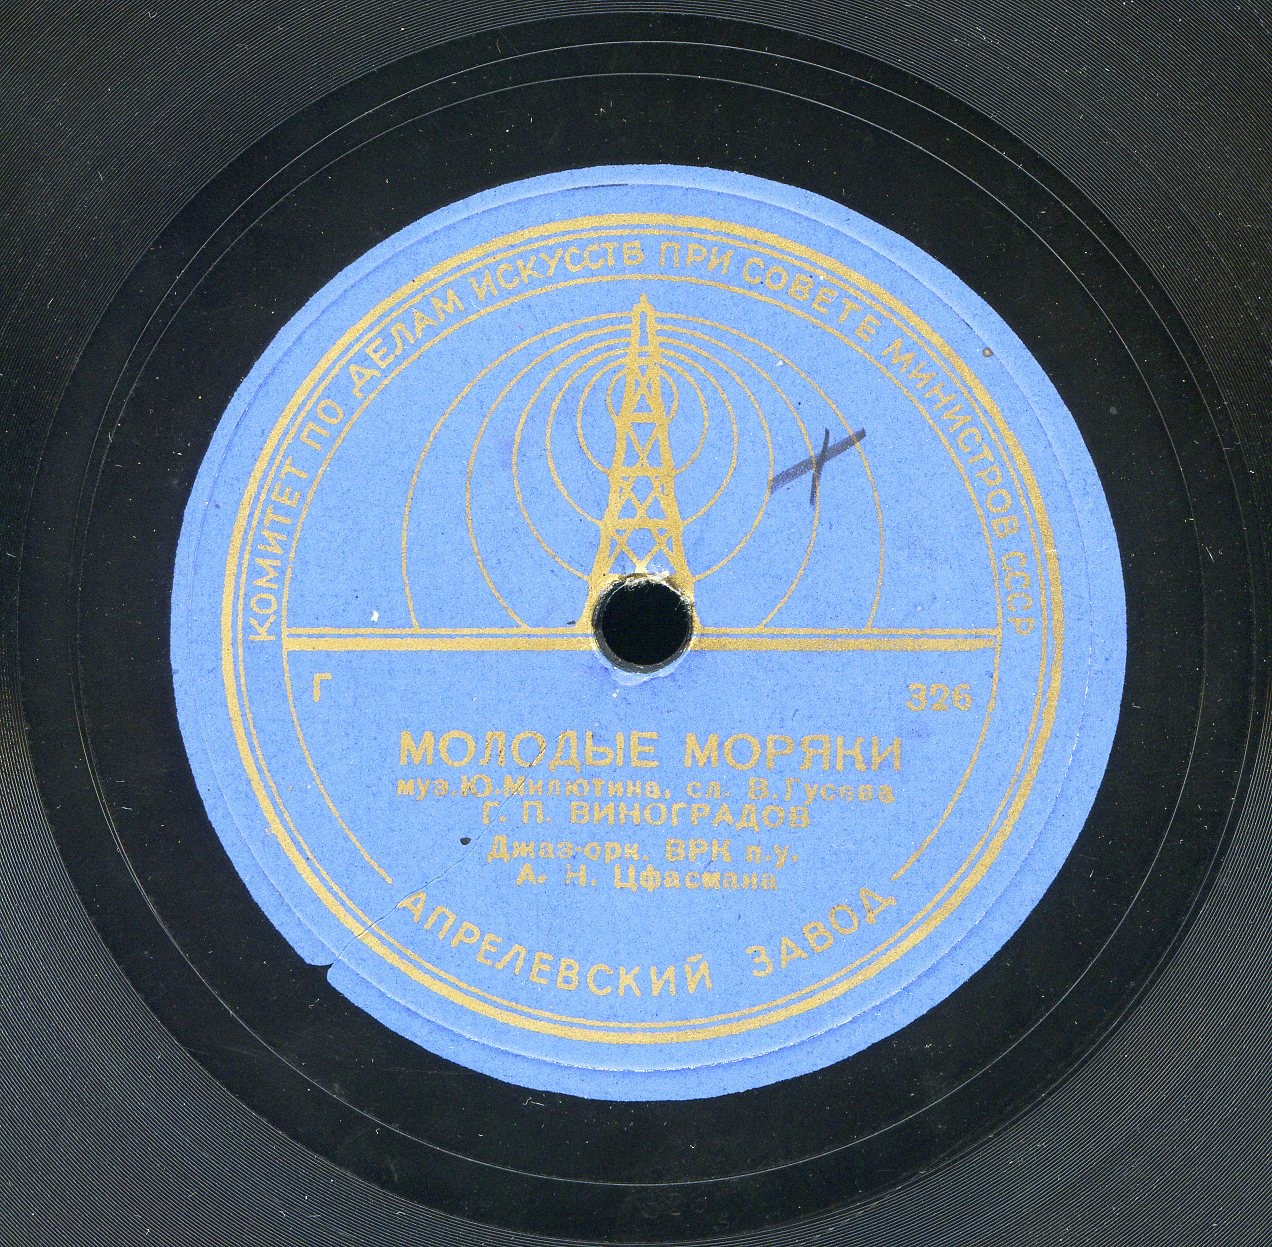 КОМИТЕТ ПО ДЕЛАМ ИСКУССТВ ПРИ СОВЕТЕ МИНИСТРОВ СССР
Г 326
МОЛОДЫЕ МОРЯКИ
муз.Ю.Милютина, сл. В.Гусева
Г. П. ВИНОГРАДОВ
Джаз-орк. ВРК п.у.
А. Н. Цфасмана
АПРЕЛЕВСКИЙ ЗАВОД